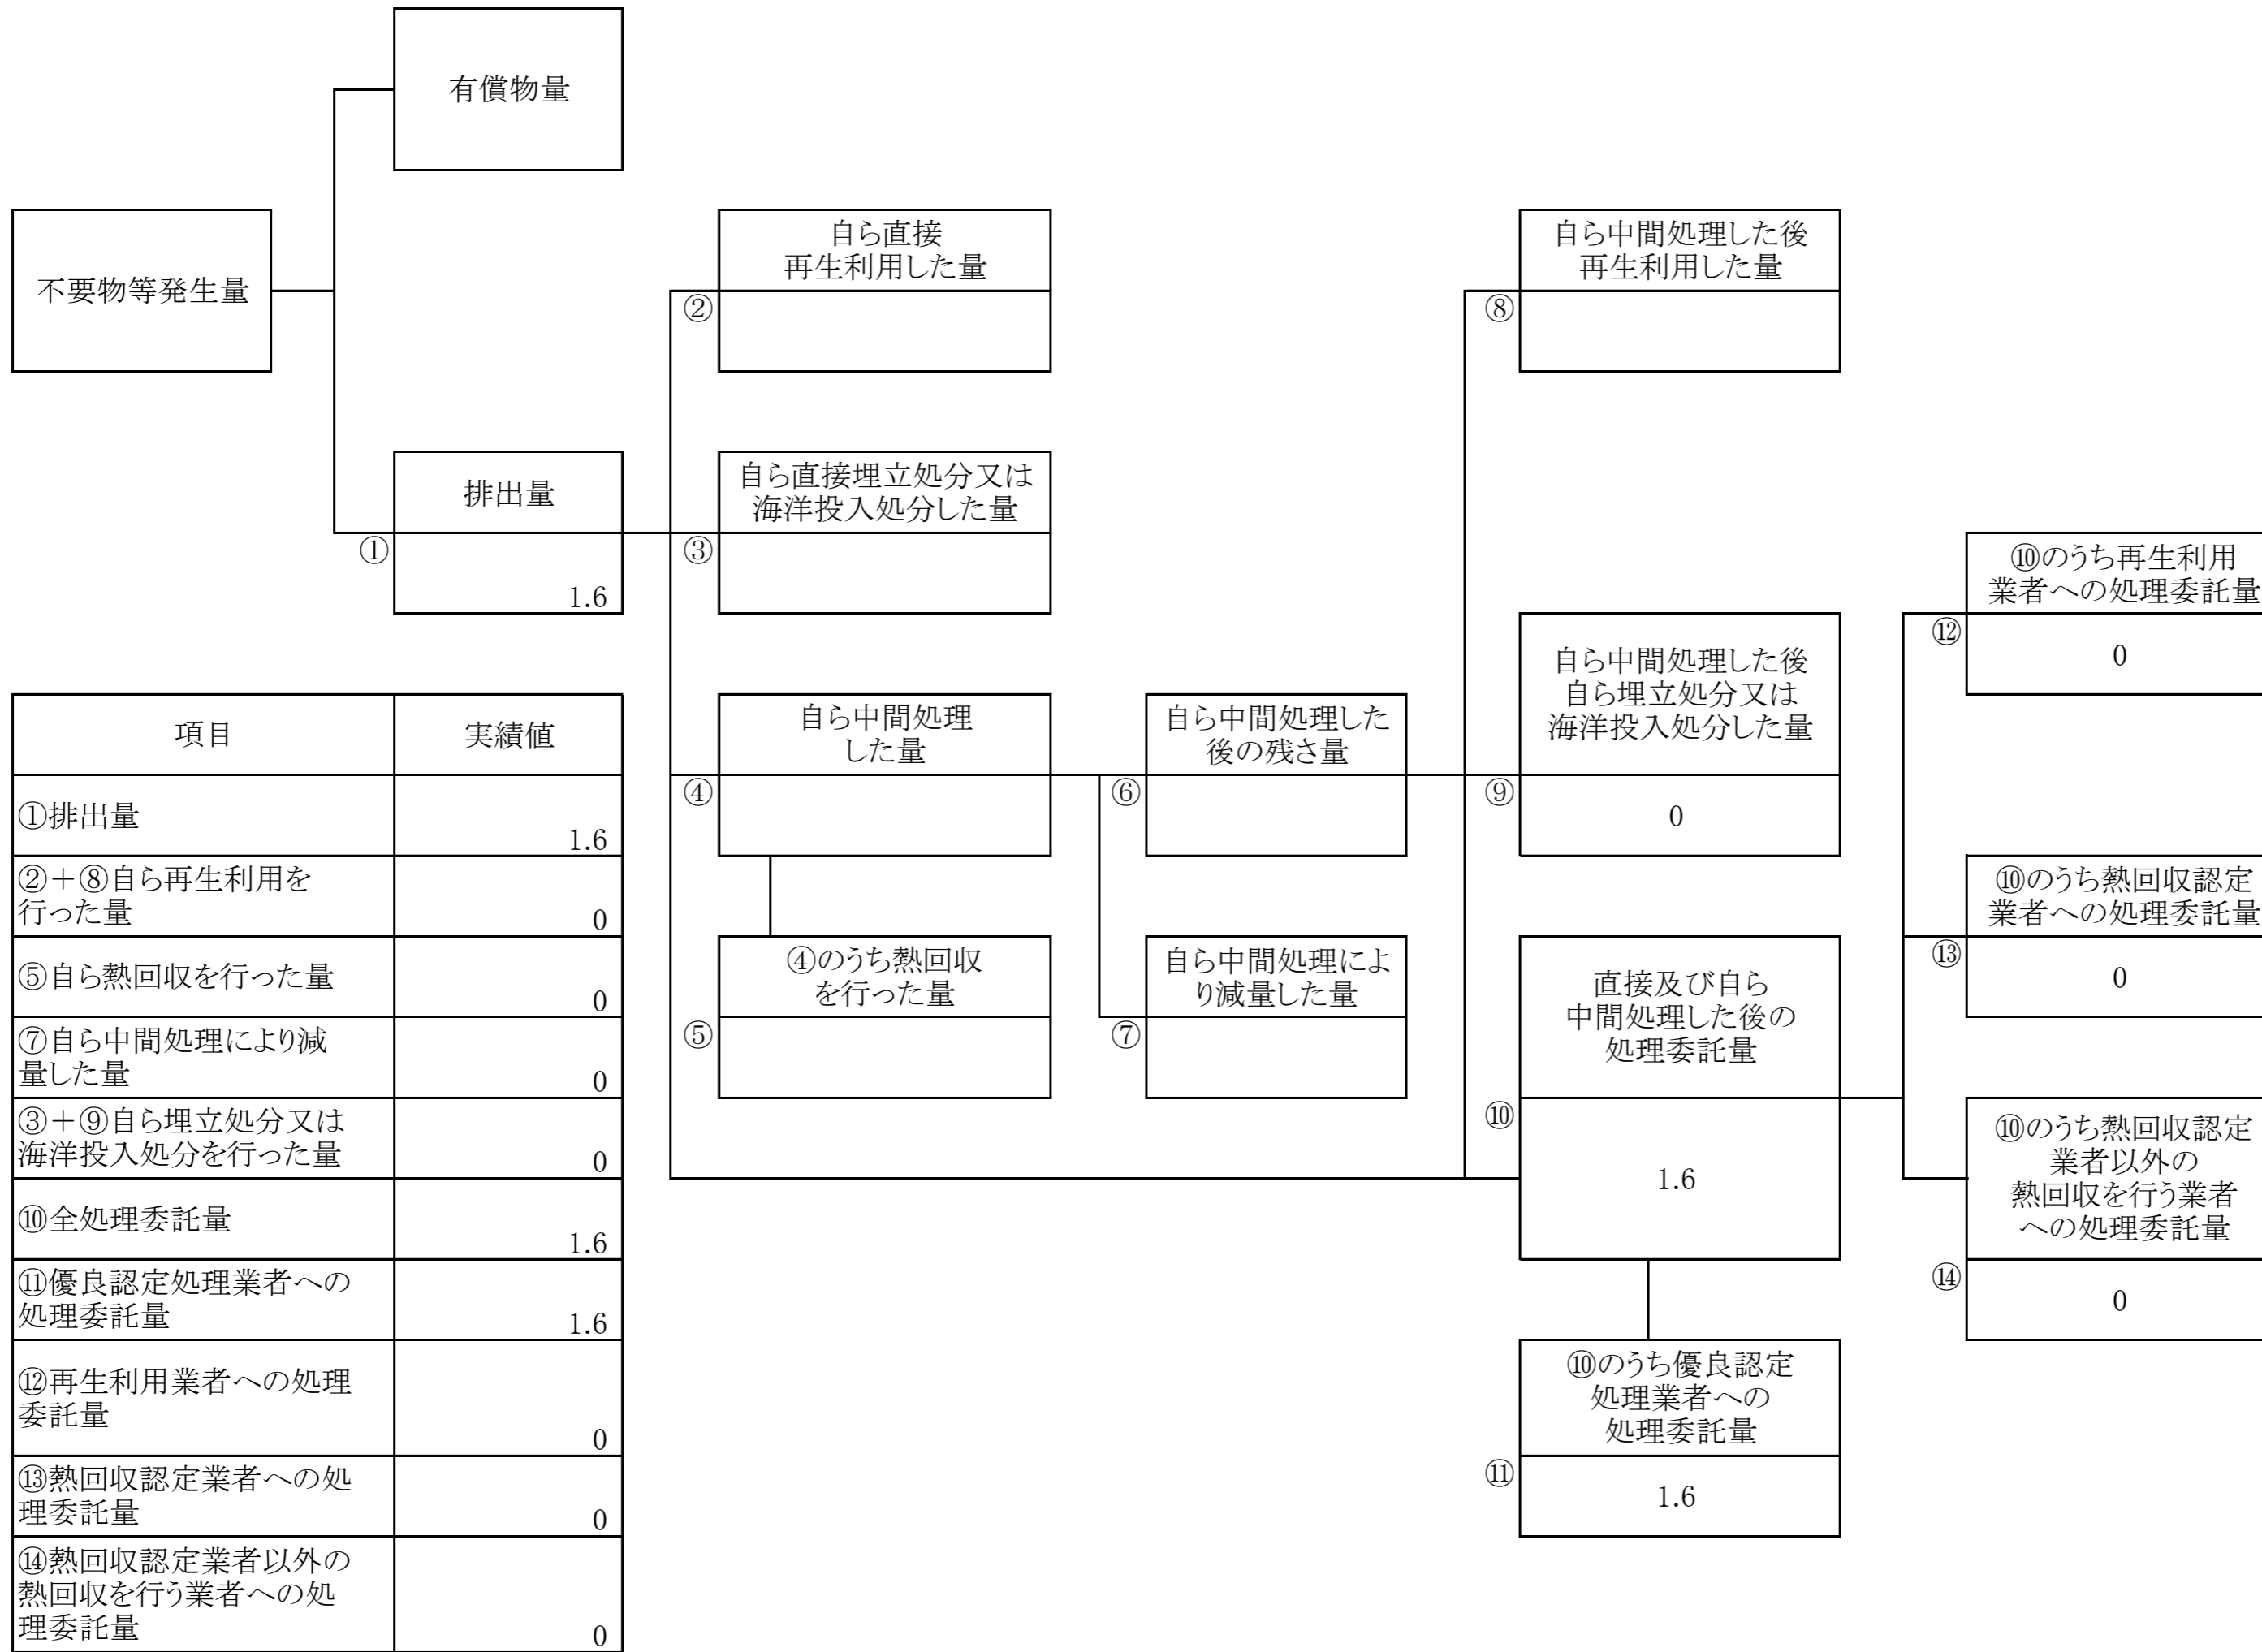 有償物量
不要物等発生量
自ら直接
再生利用した量
②
自ら中間処理した後
再生利用した量
⑧
排出量
①
1.6
自ら直接埋立処分又は
海洋投入処分した量
③
⑩のうち再生利用
業者への処理委託量
⑫
0
自ら中間処理した後
自ら埋立処分又は
海洋投入処分した量
⑨
0
自ら中間処理
した量
④
自ら中間処理した
後の残さ量
⑥
⑩のうち熱回収認定
業者への処理委託量
⑬
0
④のうち熱回収
を行った量
⑤
自ら中間処理によ
り減量した量
⑦
直接及び自ら
中間処理した後の
処理委託量
⑩
1.6
⑩のうち熱回収認定
業者以外の
熱回収を行う業者
への処理委託量
⑭
0
⑩のうち優良認定
処理業者への
処理委託量
⑪
1.6
項目 実績値
①排出量
1.6
②＋⑧自ら再生利用を
行った量 0
⑤自ら熱回収を行った量
0
⑦自ら中間処理により減
量した量 0
③＋⑨自ら埋立処分又は
海洋投入処分を行った量 0
⑩全処理委託量
1.6
⑪優良認定処理業者への
処理委託量 1.6
⑫再生利用業者への処理
委託量
0
⑬熱回収認定業者への処
理委託量 0
⑭熱回収認定業者以外の
熱回収を行う業者への処
理委託量 0